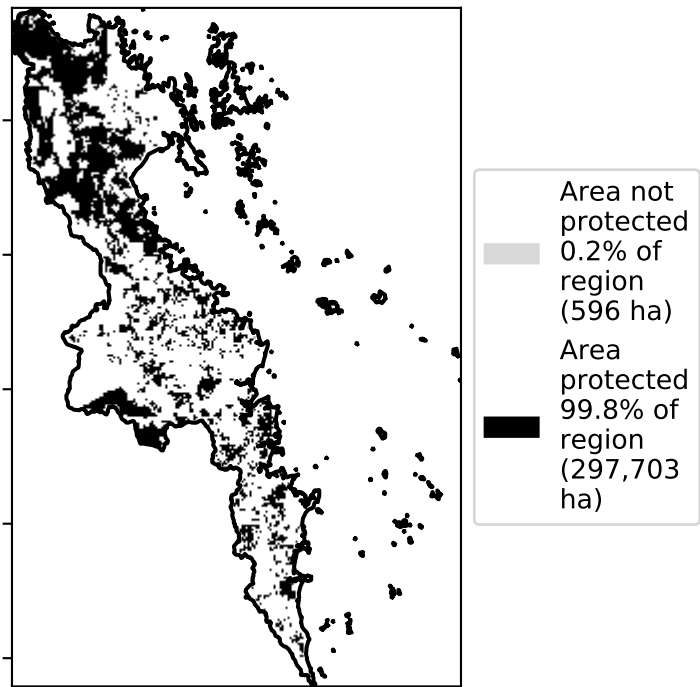 Area not
protected
0.2% of
region
(596 ha)
Area
protected
99.8% of
region
(297,703
ha)